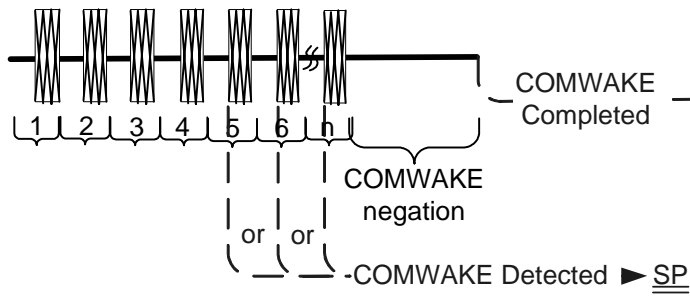 COMWAKE
Completed
1 2 3 4 5 6 n
COMWAKE
negation
or or
COMWAKE Detected SP